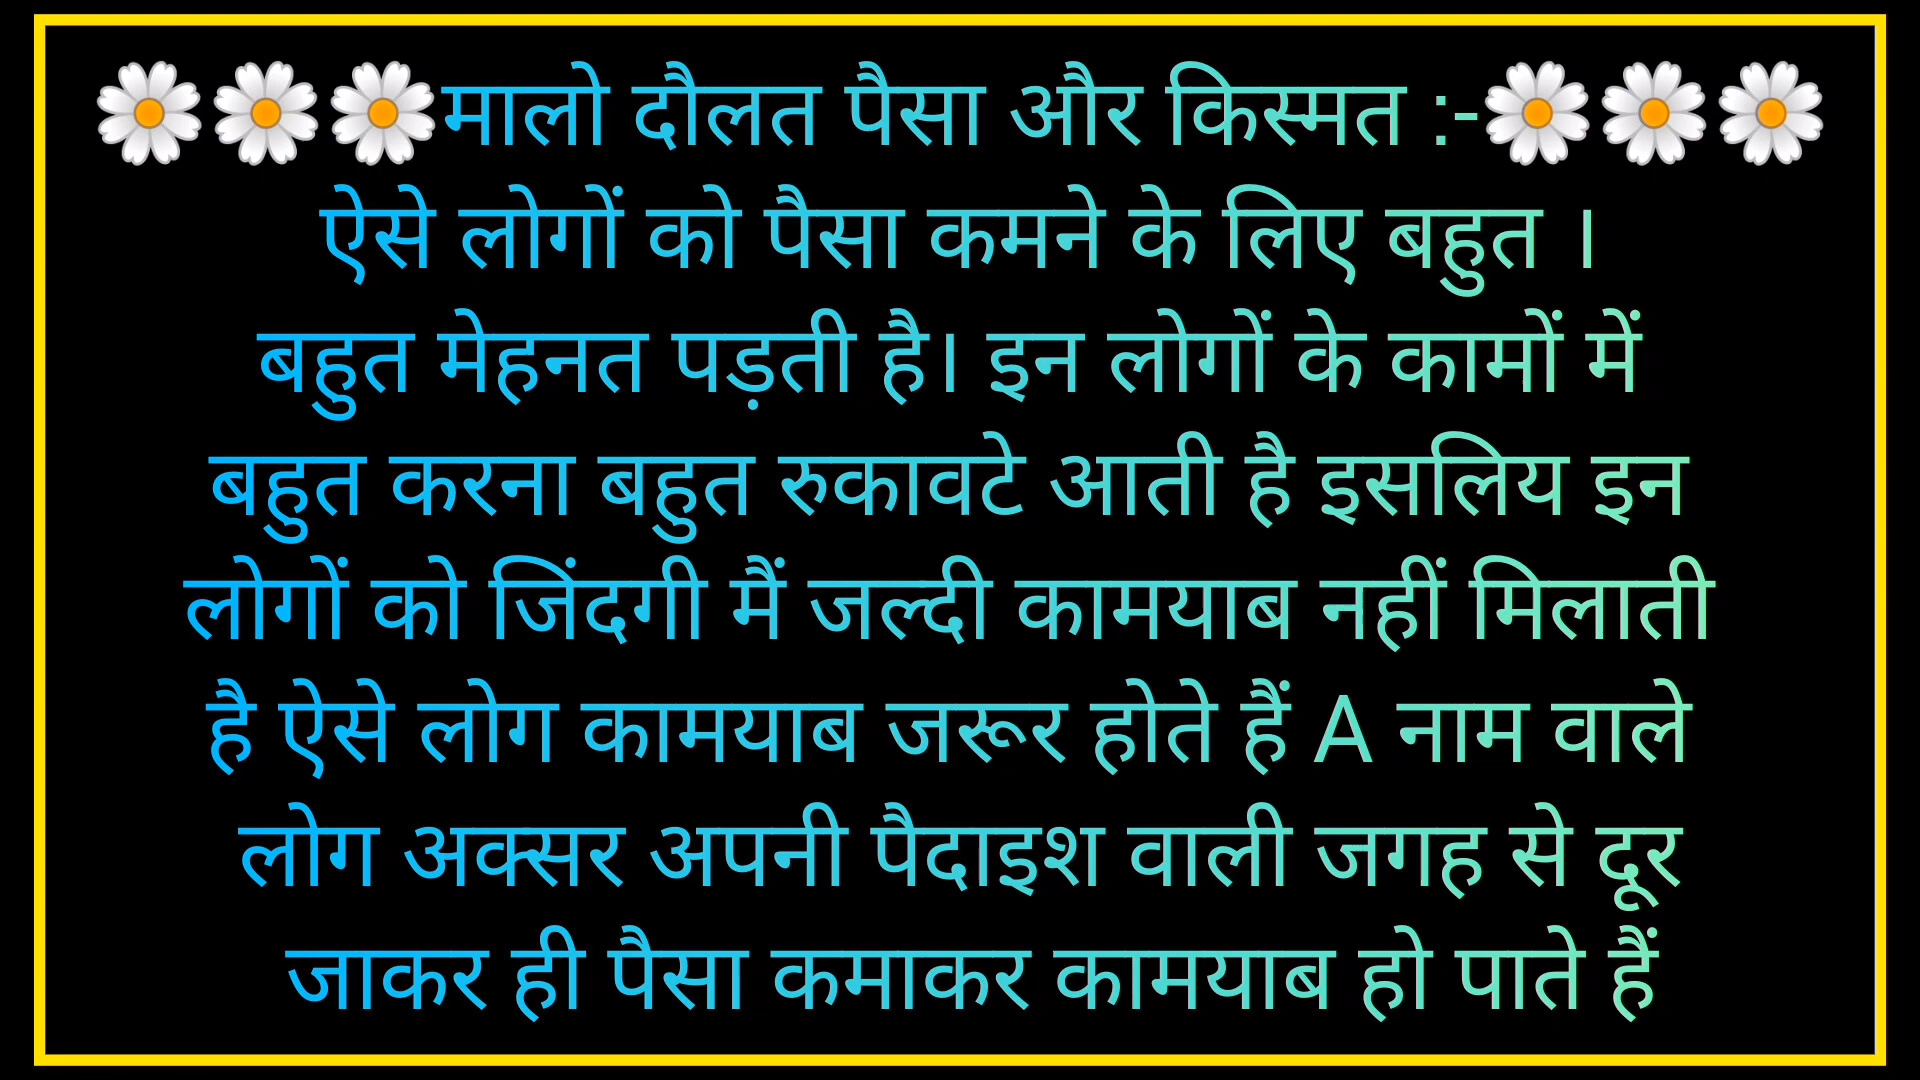 🌼🌼🌼मालो दौलत पैसा और किस्मत :-🌼🌼🌼
ऐसे लोगों को पैसा कमने के लिए बहुत ।
बहुत मेहनत पड़ती है। इन लोगों के कामों में
बहुत करना बहुत रुकावटे आती है इसलिय इन
लोगों को जिंदगी मैं जल्दी कामयाब नहीं मिलाती
है ऐसे लोग कामयाब जरूर होते हैं A नाम वाले
लोग अक्सर अपनी पैदाइश वाली जगह से दूर
जाकर ही पैसा कमाकर कामयाब हो पाते हैं